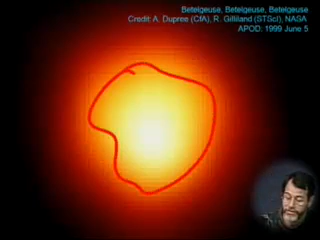 Betelgeuse, Betelgeuse, Betelgeuse
Credit: A. Dupree (CfA), R. Gilliland (STScI), NASA
APOD: 1999 June 5